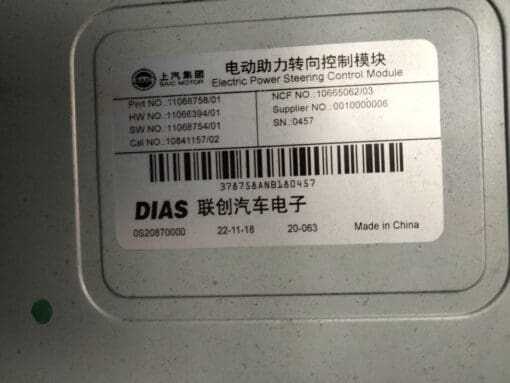 上汽集团
SAIC MOTOR
电动助力转向控制模块
Electric Power Steering Control Module
Part NO.:11068758/01
HW NO.:11066394/01
SW NO.:11068754/01
Cal NO.:10841157/02
NCF NO.:10665062/03
Supplier NO.:0010000006
SN.:0457
378758ANB180457
DIAS 联创汽车电子
0S20870000 22-11-18 20-063 Made in China